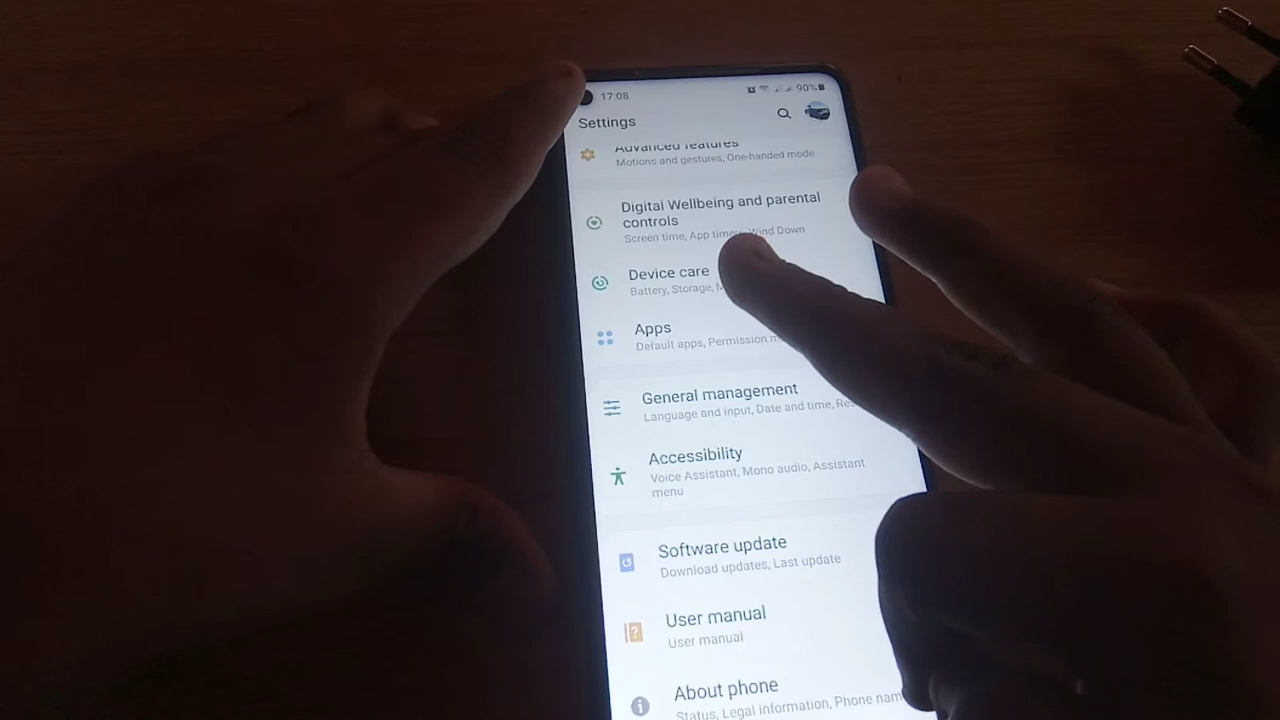 17:08
90%
Settings
Advanced features
Motions and gestures, One-handed mode
Digital Wellbeing and parental
controls
Screen time, App timers, Wind Down
Device care
Battery, Storage,
Apps
Default apps, Permission
General management
Language and input, Date and time,
Accessibility
Voice Assistant, Mono audio, Assistant
menu
Software update
Download updates, Last update
User manual
User manual
About phone
Status, Legal information, Phone